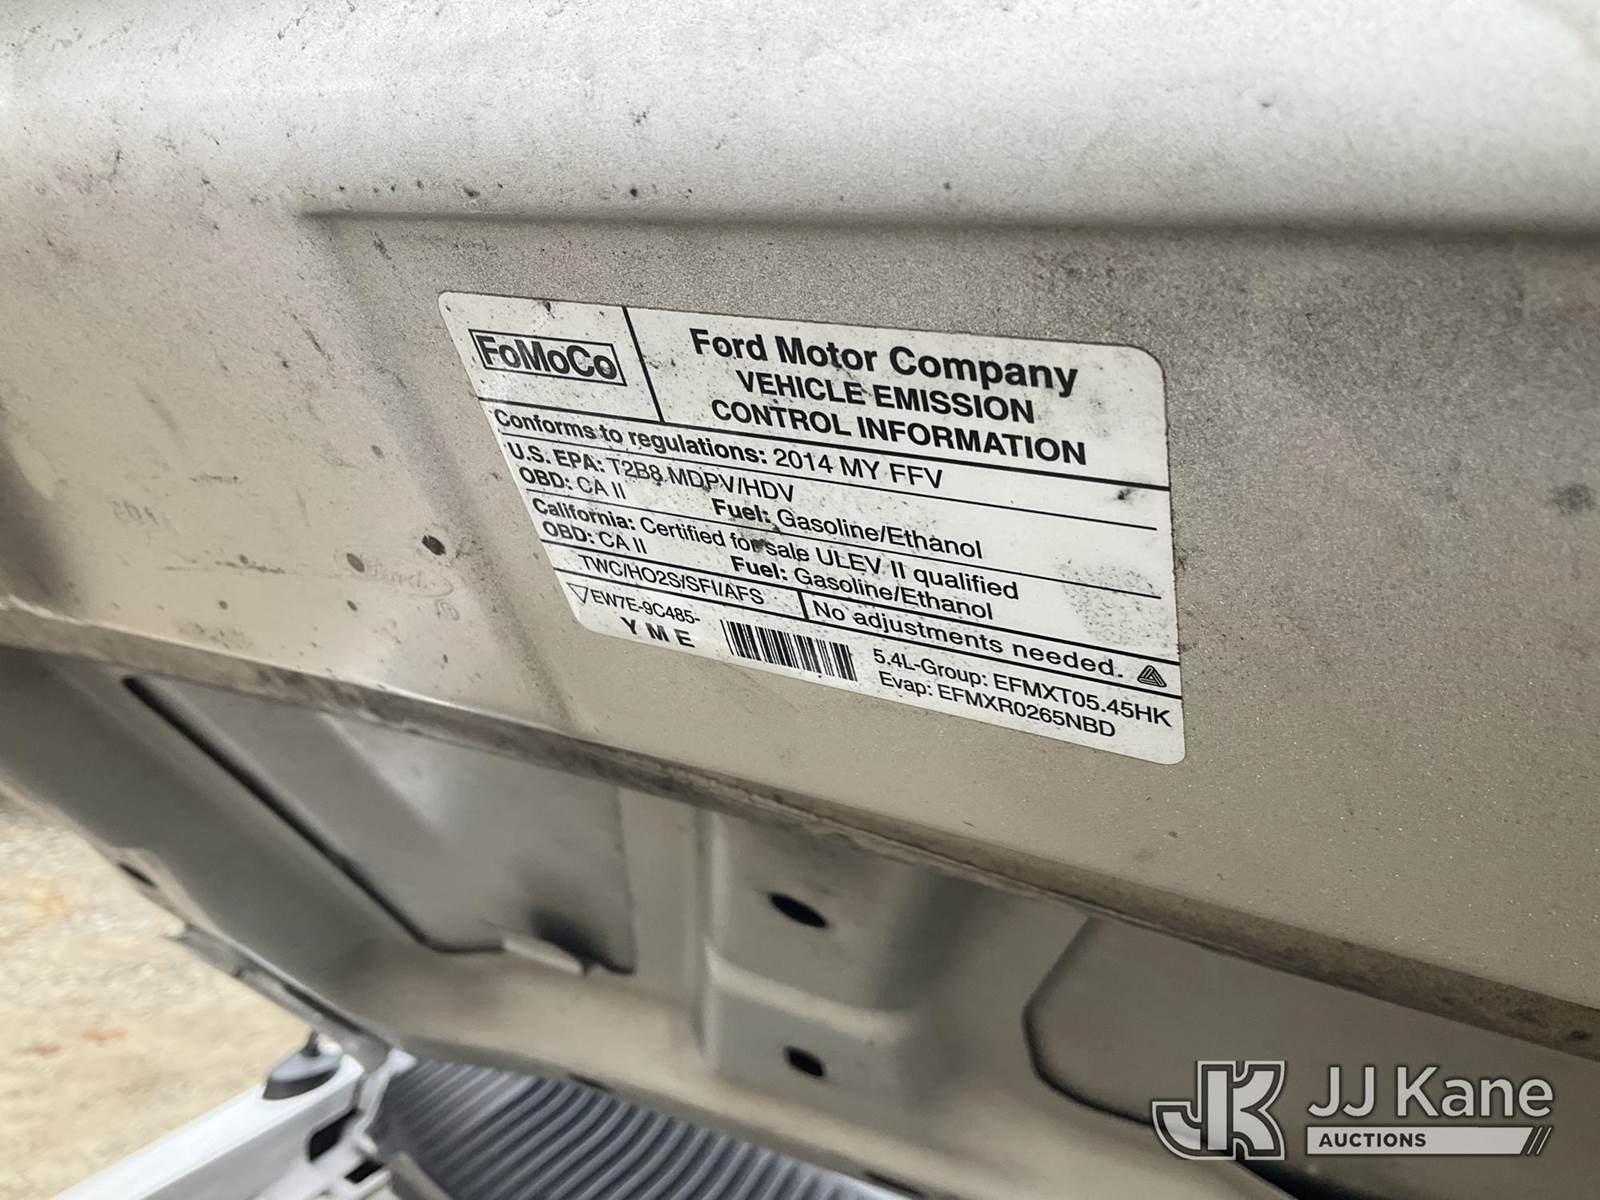 FoMoCo
Ford Motor Company
VEHICLE EMISSION
CONTROL INFORMATION
Conforms to regulations: 2014 MY FFV
U.S. EPA: T2B8 MDPV/HDV
OBD: CA II Fuel: Gasoline/Ethanol
California: Certified for sale ULEV II qualified
OBD: CA II Fuel: Gasoline/Ethanol
TWC/HO2S/SFI/AFS No adjustments needed.
EW7E-9C485-
YME
5.4L-Group: EFMXT05.45HK
Evap: EFMXR0265NBD
JJ Kane
AUCTIONS